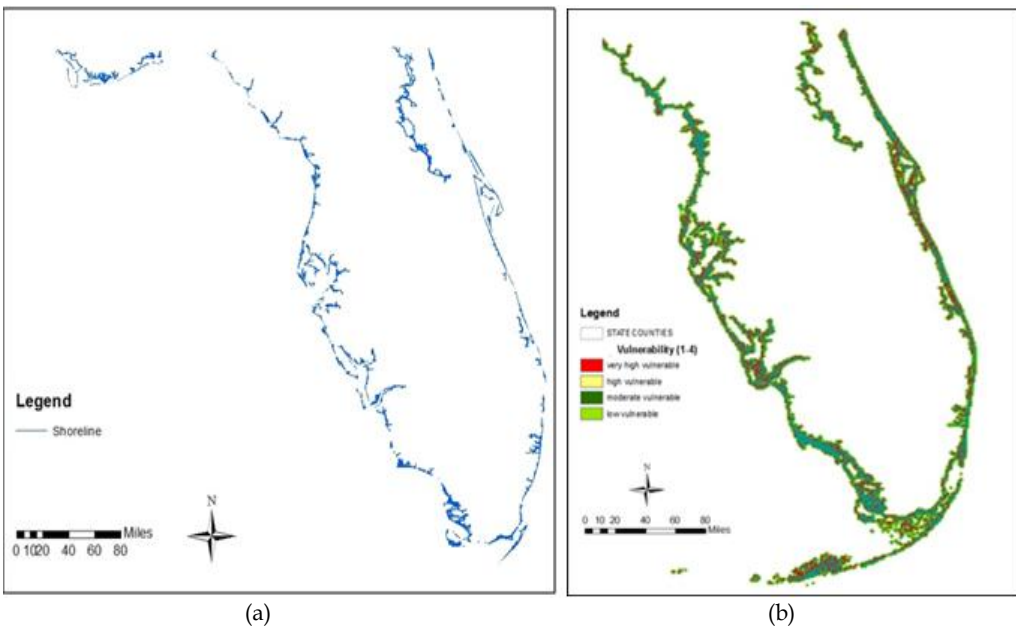 Legend
Shoreline
N
Miles
0 10 20 40 60 80
(a)
Legend
STATE COUNTIES
Vulnerability (1-4)
very high vulnerable
high vulnerable
moderate vulnerable
low vulnerable
N
0 10 20 40 60 80
Miles
(b)